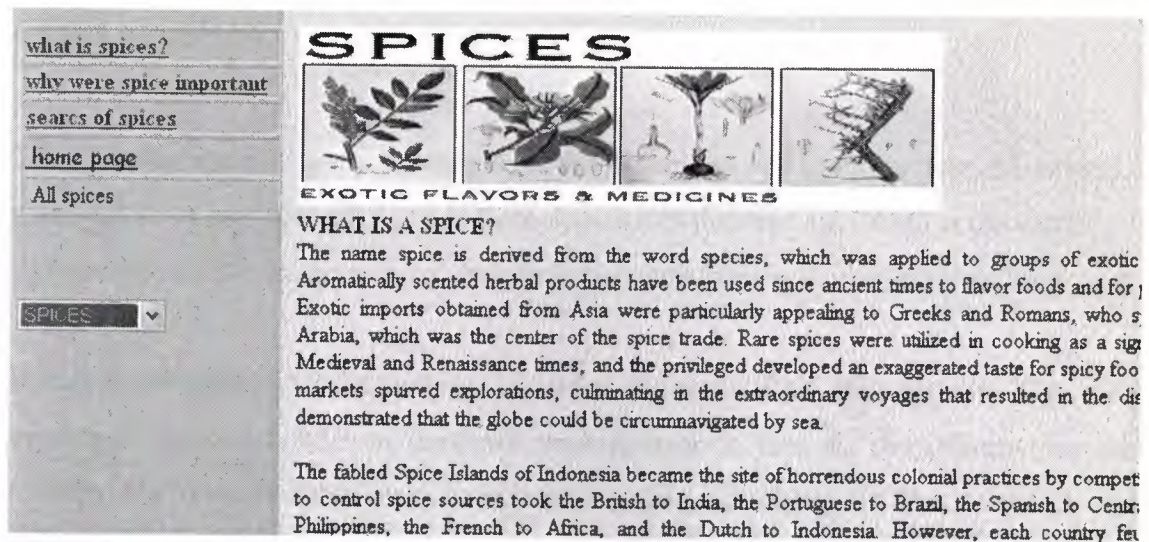 what is spices?
why were spice important
searcs of spices
home page
All spices
SPICES
SPICES
EXOTIC FLAVORS & MEDICINES
WHAT IS A SPICE?
The name spice is derived from the word species, which was applied to groups of exotic
Aromatically scented herbal products have been used since ancient times to flavor foods and for
Exotic imports obtained from Asia were particularly appealing to Greeks and Romans, who s
Arabia, which was the center of the spice trade. Rare spices were utilized in cooking as a sig
Medieval and Renaissance times, and the privileged developed an exaggerated taste for spicy foo
markets spurred explorations, culminating in the extraordinary voyages that resulted in the dis
demonstrated that the globe could be circumnavigated by sea.
The fabled Spice Islands of Indonesia became the site of horrendous colonial practices by compet
to control spice sources took the British to India, the Portuguese to Brazil, the Spanish to Centr
Philippines, the French to Africa, and the Dutch to Indonesia. However, each country